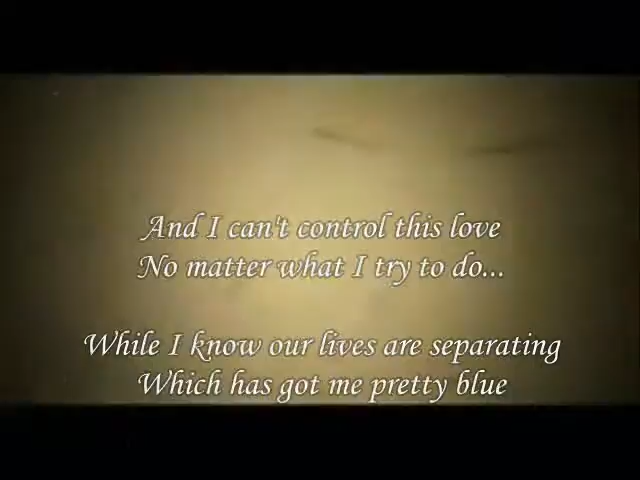 And I can't control this love
No matter what I try to do...
While I know our lives are separating
Which has got me pretty blue